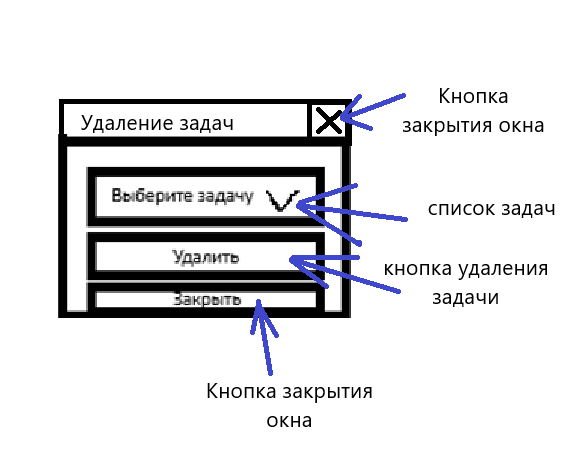 Кнопка
закрытия окна
Удаление задач
Выберите задачу
список задач
Удалить
кнопка удаления
задачи
Закрыть
Кнопка закрытия
окна